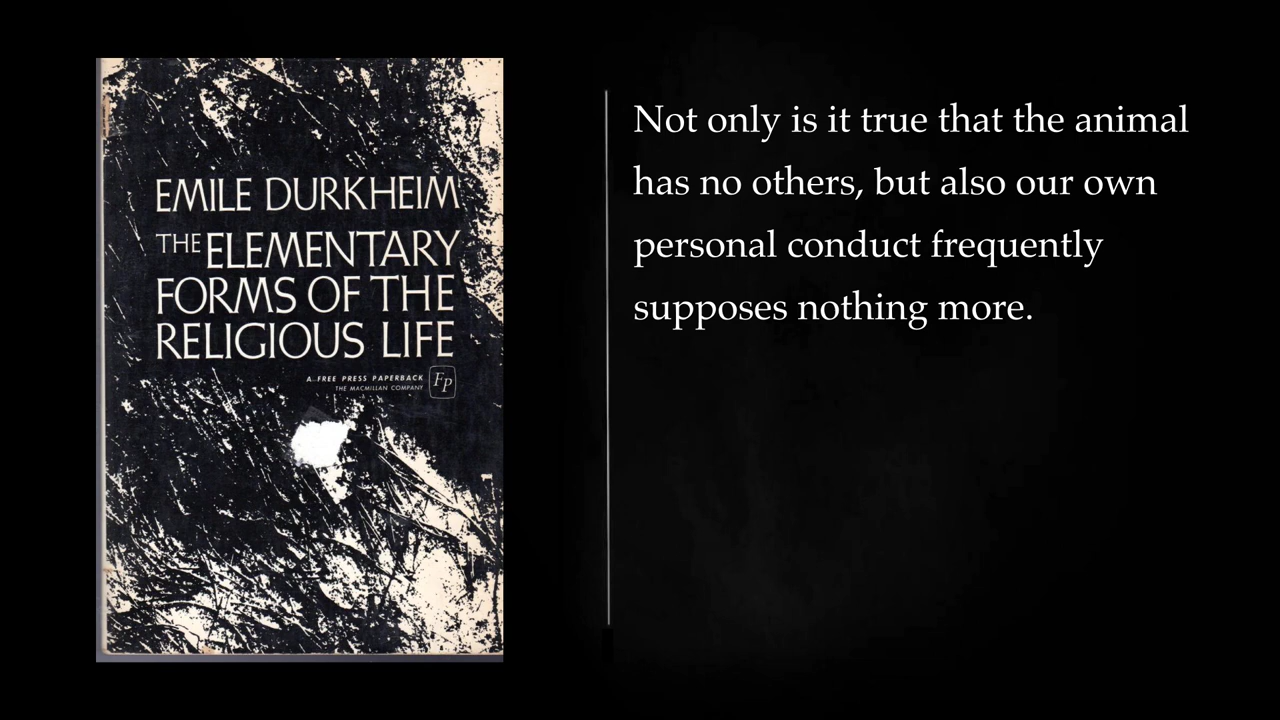 EMILE DURKHEIM
THE ELEMENTARY
FORMS OF THE
RELIGIOUS LIFE
A FREE PRESS PAPERBACK
THE MACMILLAN COMPANY
FP
Not only is it true that the animal
has no others, but also our own
personal conduct frequently
supposes nothing more.